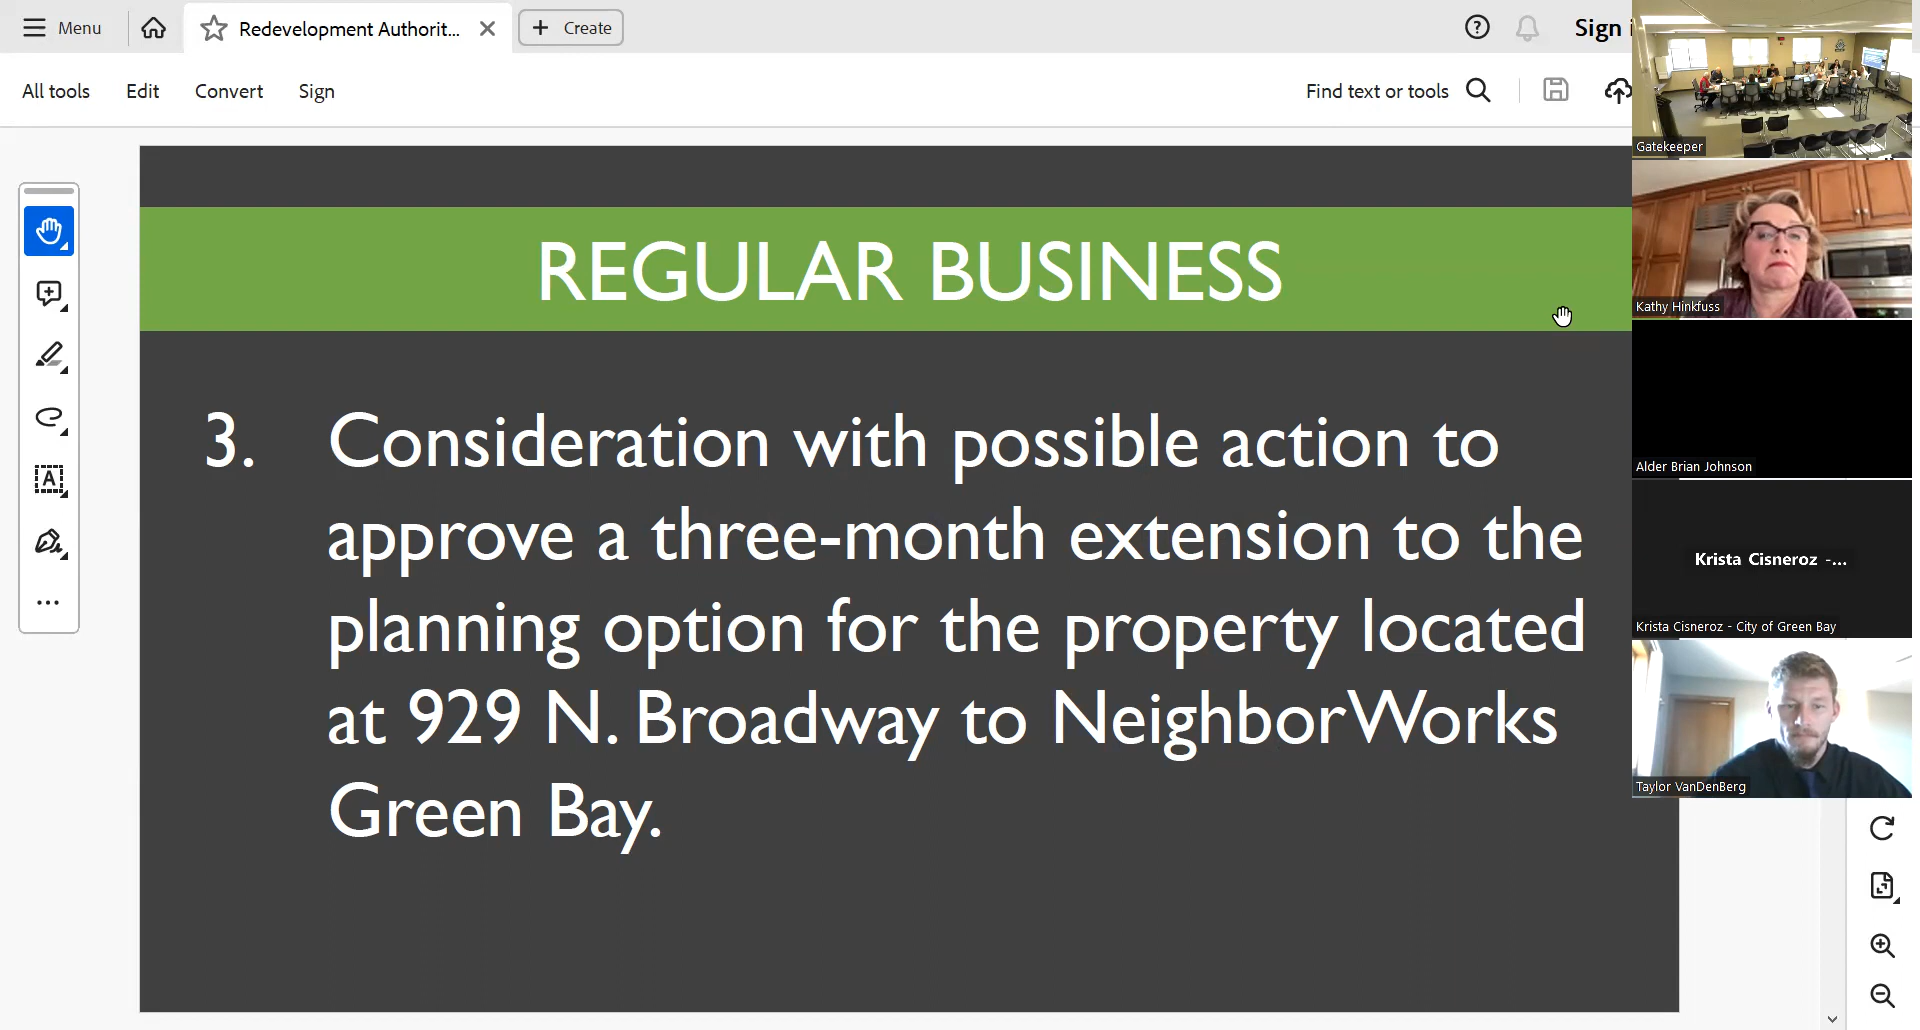 Menu
Redevelopment Authorit...
Create
Sign i
All tools
Edit
Convert
Sign
Find text or tools
REGULAR BUSINESS
3. Consideration with possible action to
approve a three-month extension to the
planning option for the property located
at 929 N. Broadway to NeighborWorks
Green Bay.
Gatekeeper
Kathy Hinkfuss
Alder Brian Johnson
Krista Cisneroz -...
Krista Cisneroz - City of Green Bay
Taylor VanDenBerg